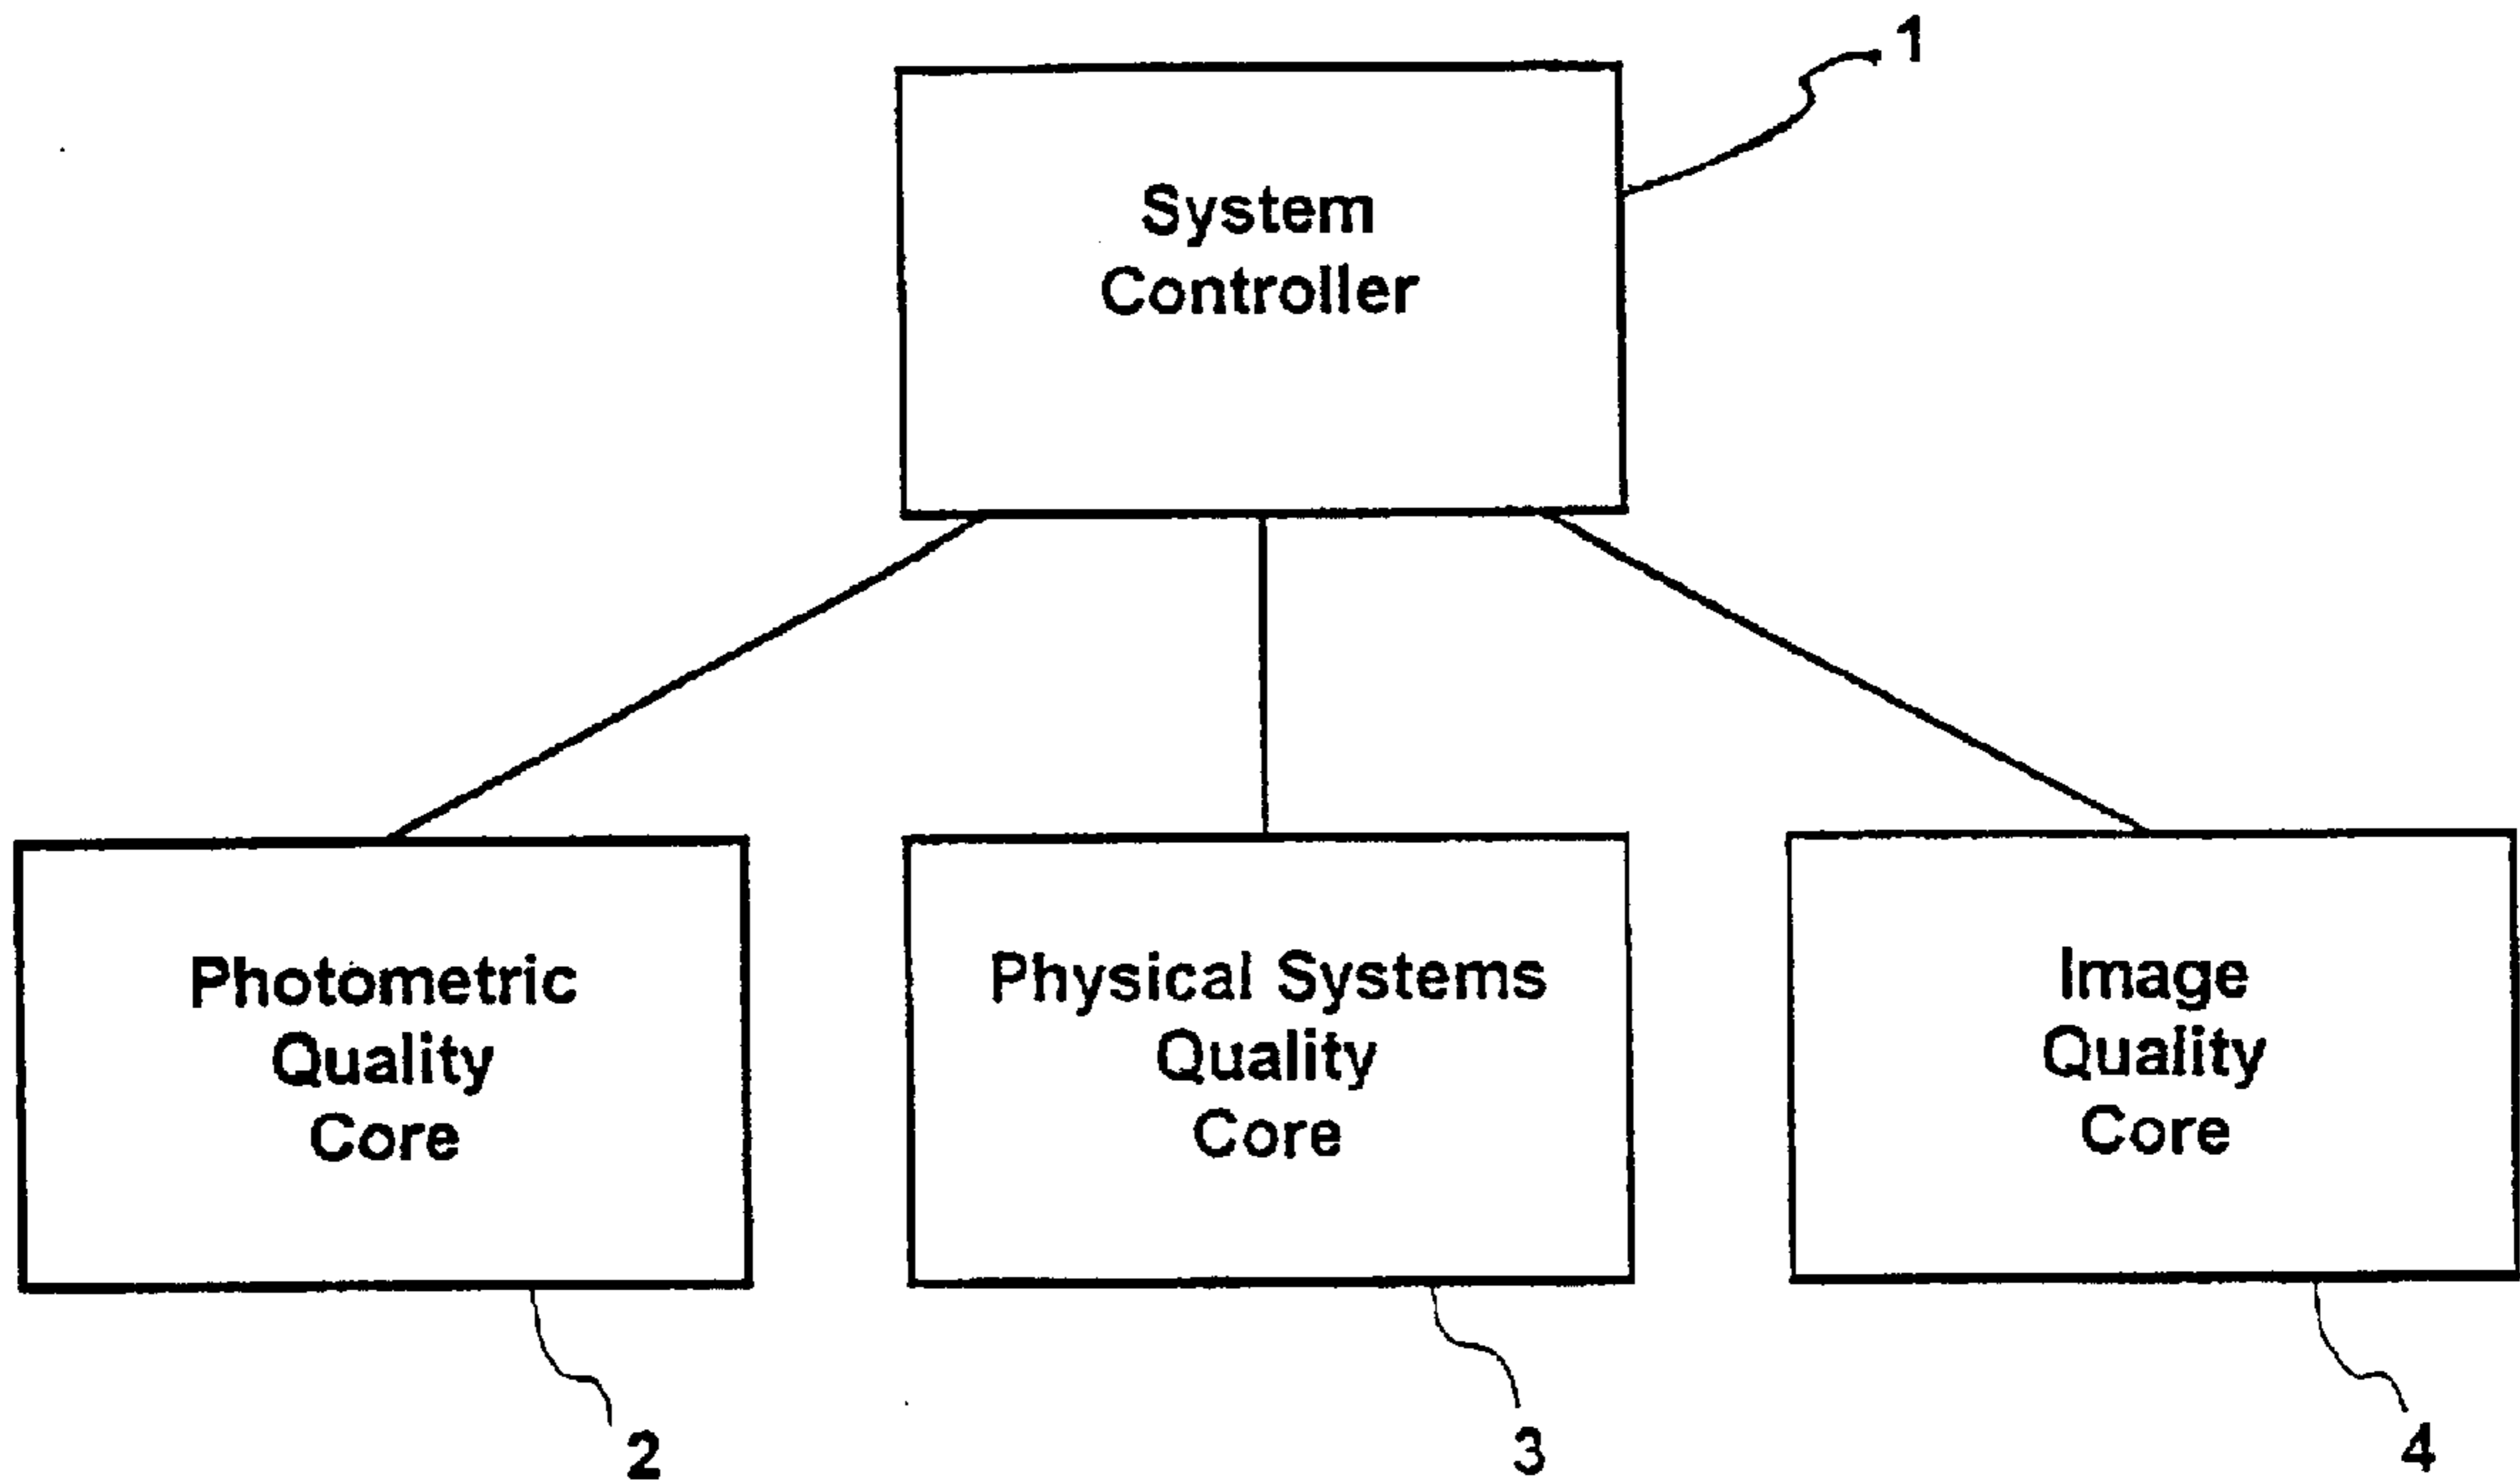 1
System
Controller
Photometric
Quality
Core
Physical Systems
Quality
Core
Image
Quality
Core
2
3
4